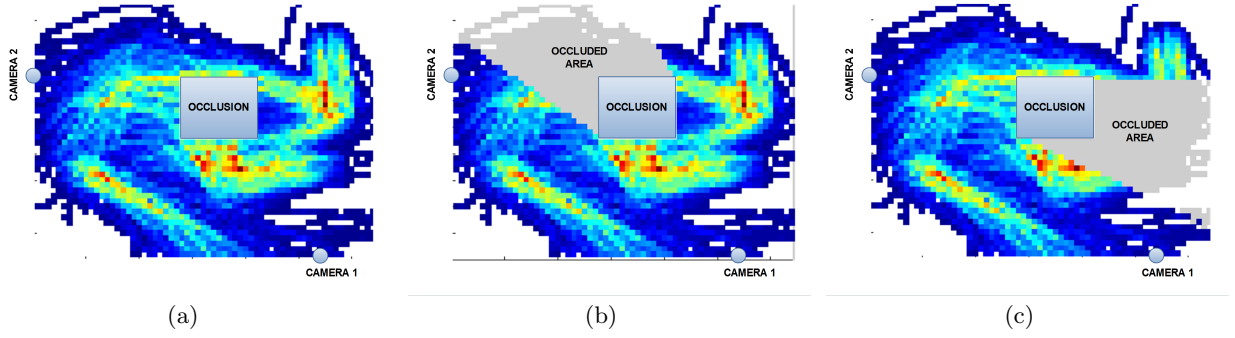 CAMERA 2
OCCLUSION
CAMERA 1
(a)
CAMERA 2
OCCLUDED
AREA
OCCLUSION
CAMERA 1
(b)
CAMERA 2
OCCLUSION
OCCLUDED
AREA
CAMERA 1
(c)